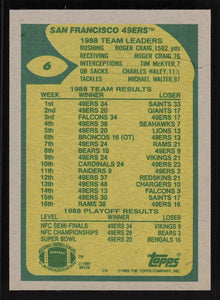 SAN FRANCISCO 49ERS™
6
1988 TEAM LEADERS
RUSHING ROGER CRAIG, 1502 yds
RECEIVING ROGER CRAIG, 76
INTERCEPTIONS TIM McKYER, 7
QB SACKS CHARLES HALEY, 11½
TACKLES MICHAEL WALTER, 97
1988 TEAM RESULTS
WEEK WINNER LOSER
1st 49ERS 34 SAINTS 33
2nd 49ERS 20 GIANTS 17
3rd FALCONS 34 49ERS 17
4th 49ERS 38 SEAHAWKS 7
5th 49ERS 20 LIONS 13
6th BRONCOS 16 (OT) 49ERS 13
7th 49ERS 24 RAMS 21
8th BEARS 10 49ERS 9
9th 49ERS 24 VIKINGS 21
10th CARDINALS 24 49ERS 23
11th RAIDERS 9 49ERS 3
12th 49ERS 37 REDSKINS 21
13th 49ERS 48 CHARGERS 10
14th 49ERS 13 FALCONS 3
15th 49ERS 30 SAINTS 17
16th RAMS 38 49ERS 16
1988 PLAYOFF RESULTS
WINNER LOSER
NFC SEMI-FINALS 49ERS 34 VIKINGS 9
NFC CHAMPIONSHIPS 49ERS 28 BEARS 3
SUPER BOWL 49ERS 20 BENGALS 16
TOPPS
©1989 THE TOPPS COMPANY, INC.